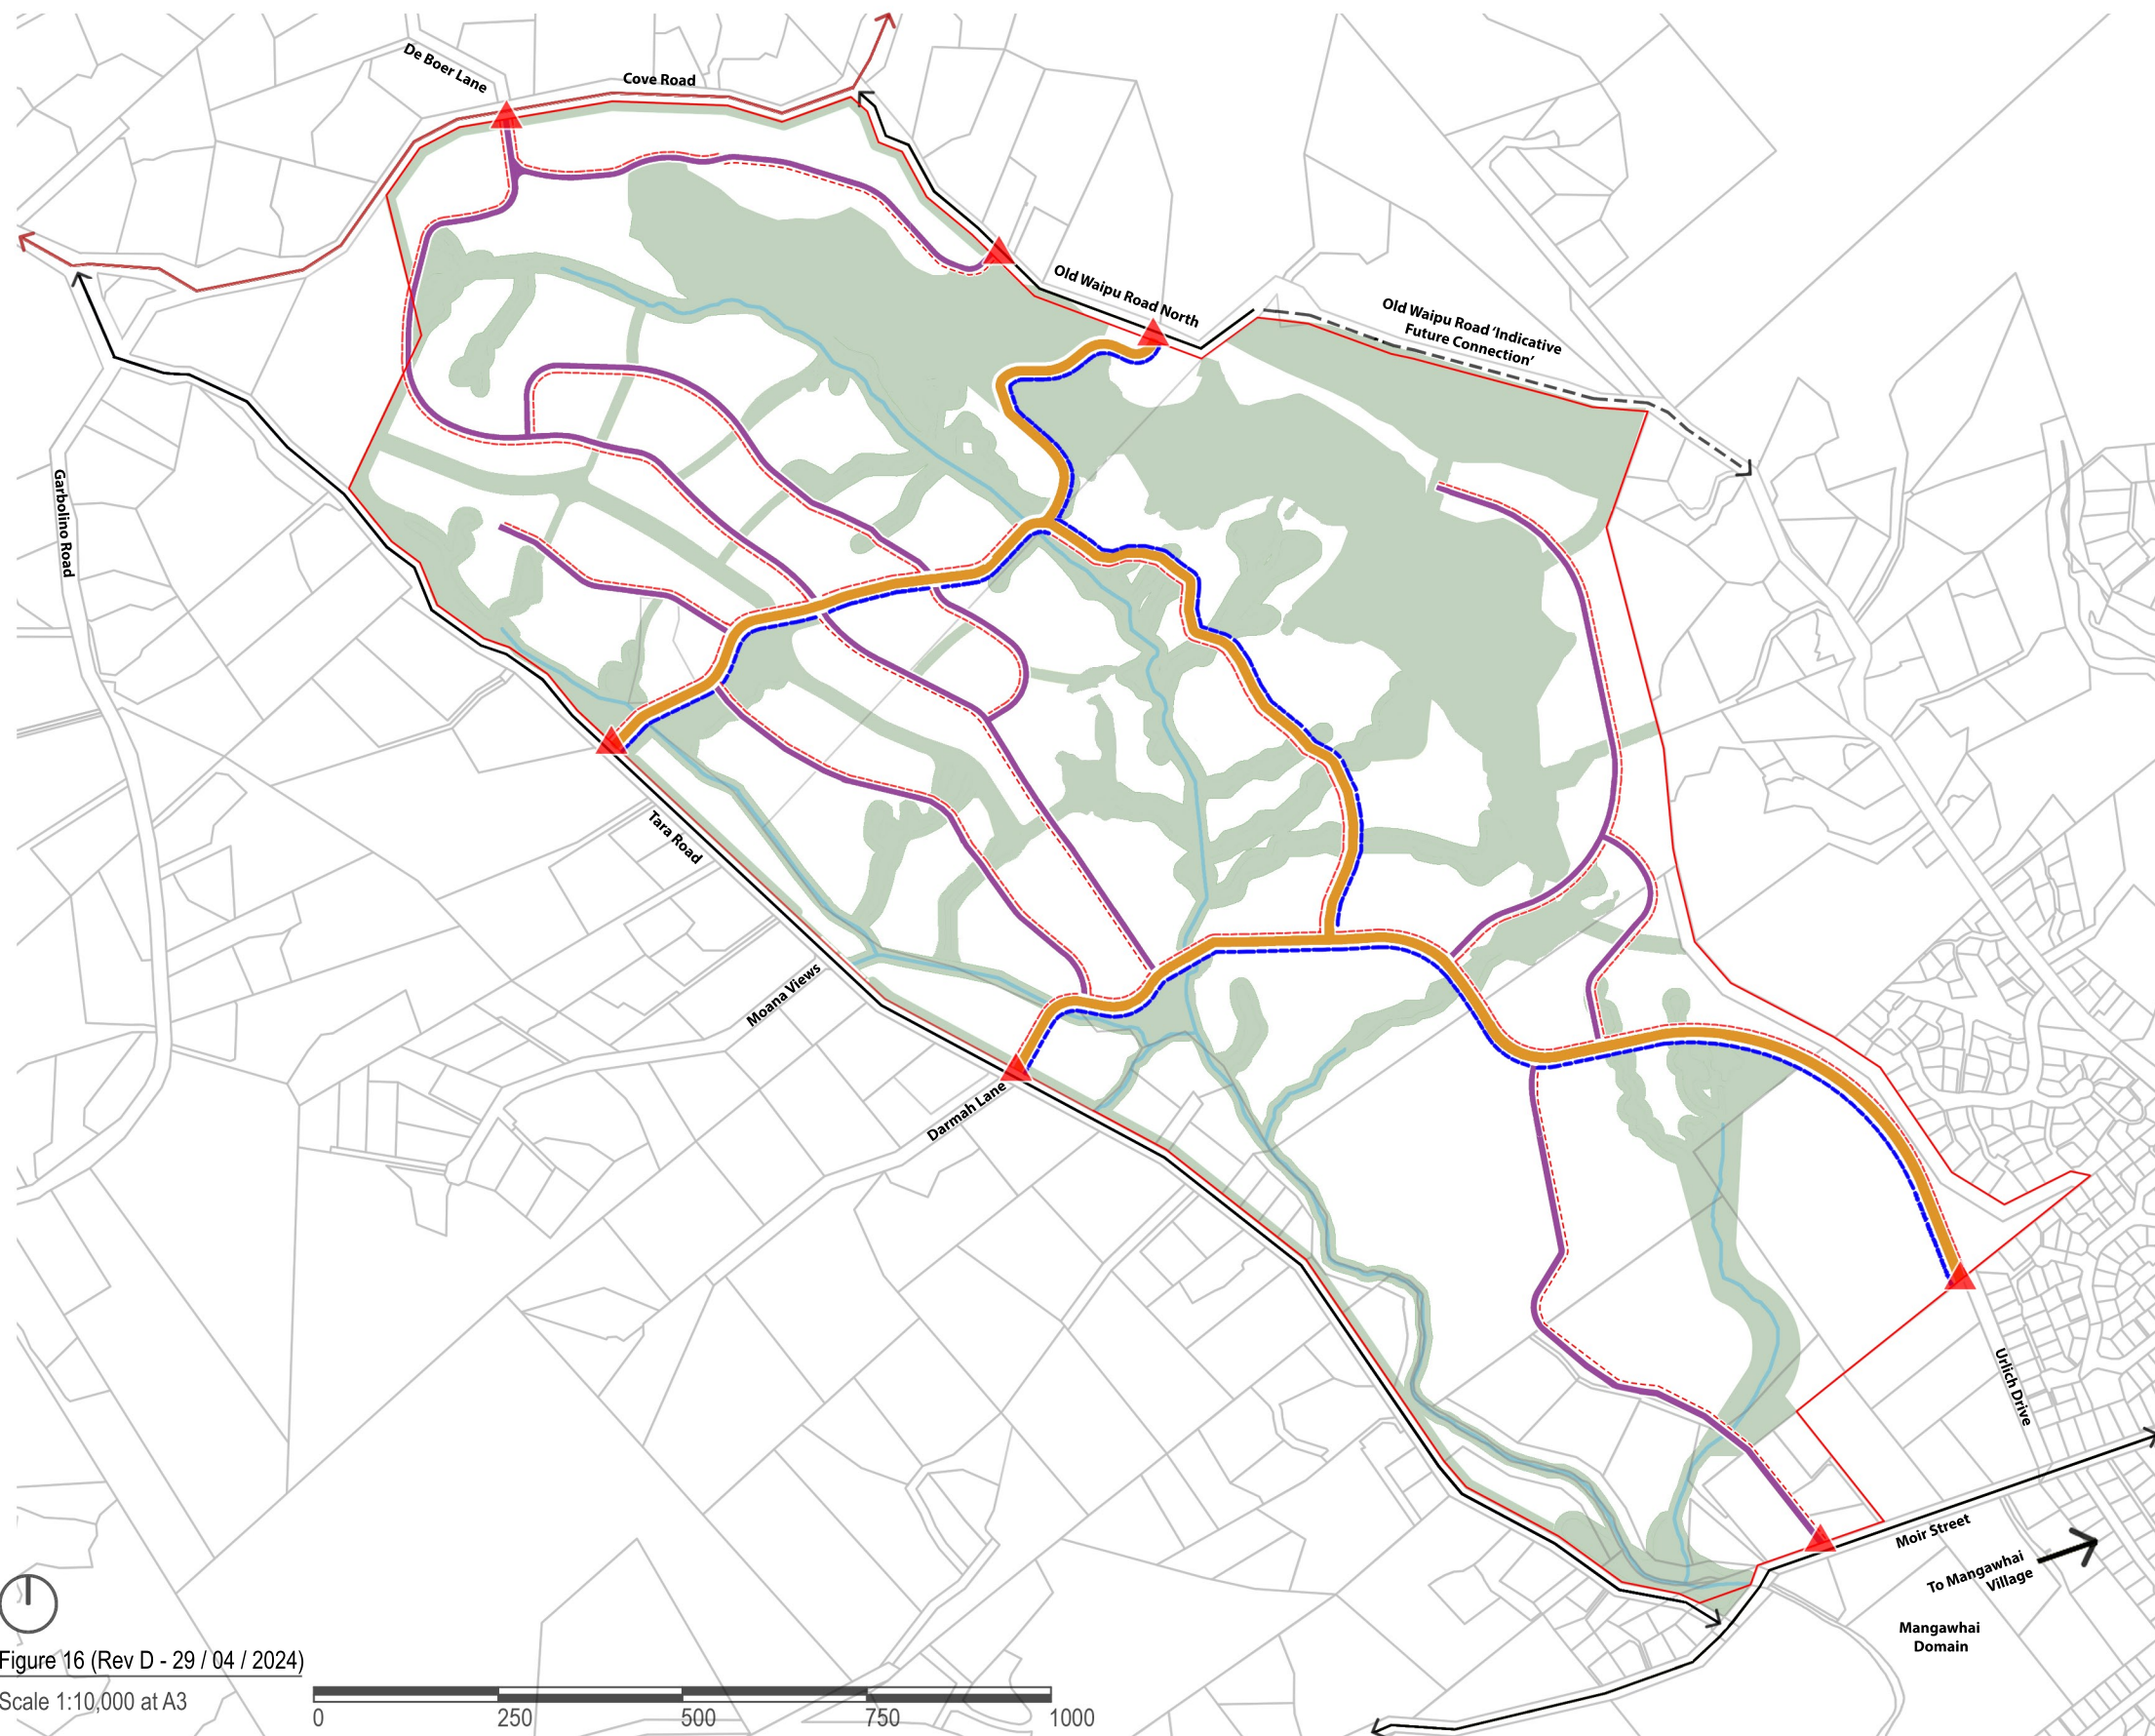 De Boer Lane
Cove Road
Old Waipu Road North
Old Waipu Road ‘Indicative
Future Connection’
Garbolino Road
Tara Road
Moana Views
Darmah Lane
Urlich Drive
Moir Street
To Mangawhai
Village
Mangawhai
Domain
Figure 16 (Rev D - 29 / 04 / 2024)
Scale 1:10,000 at A3
0 250 500 750 1000